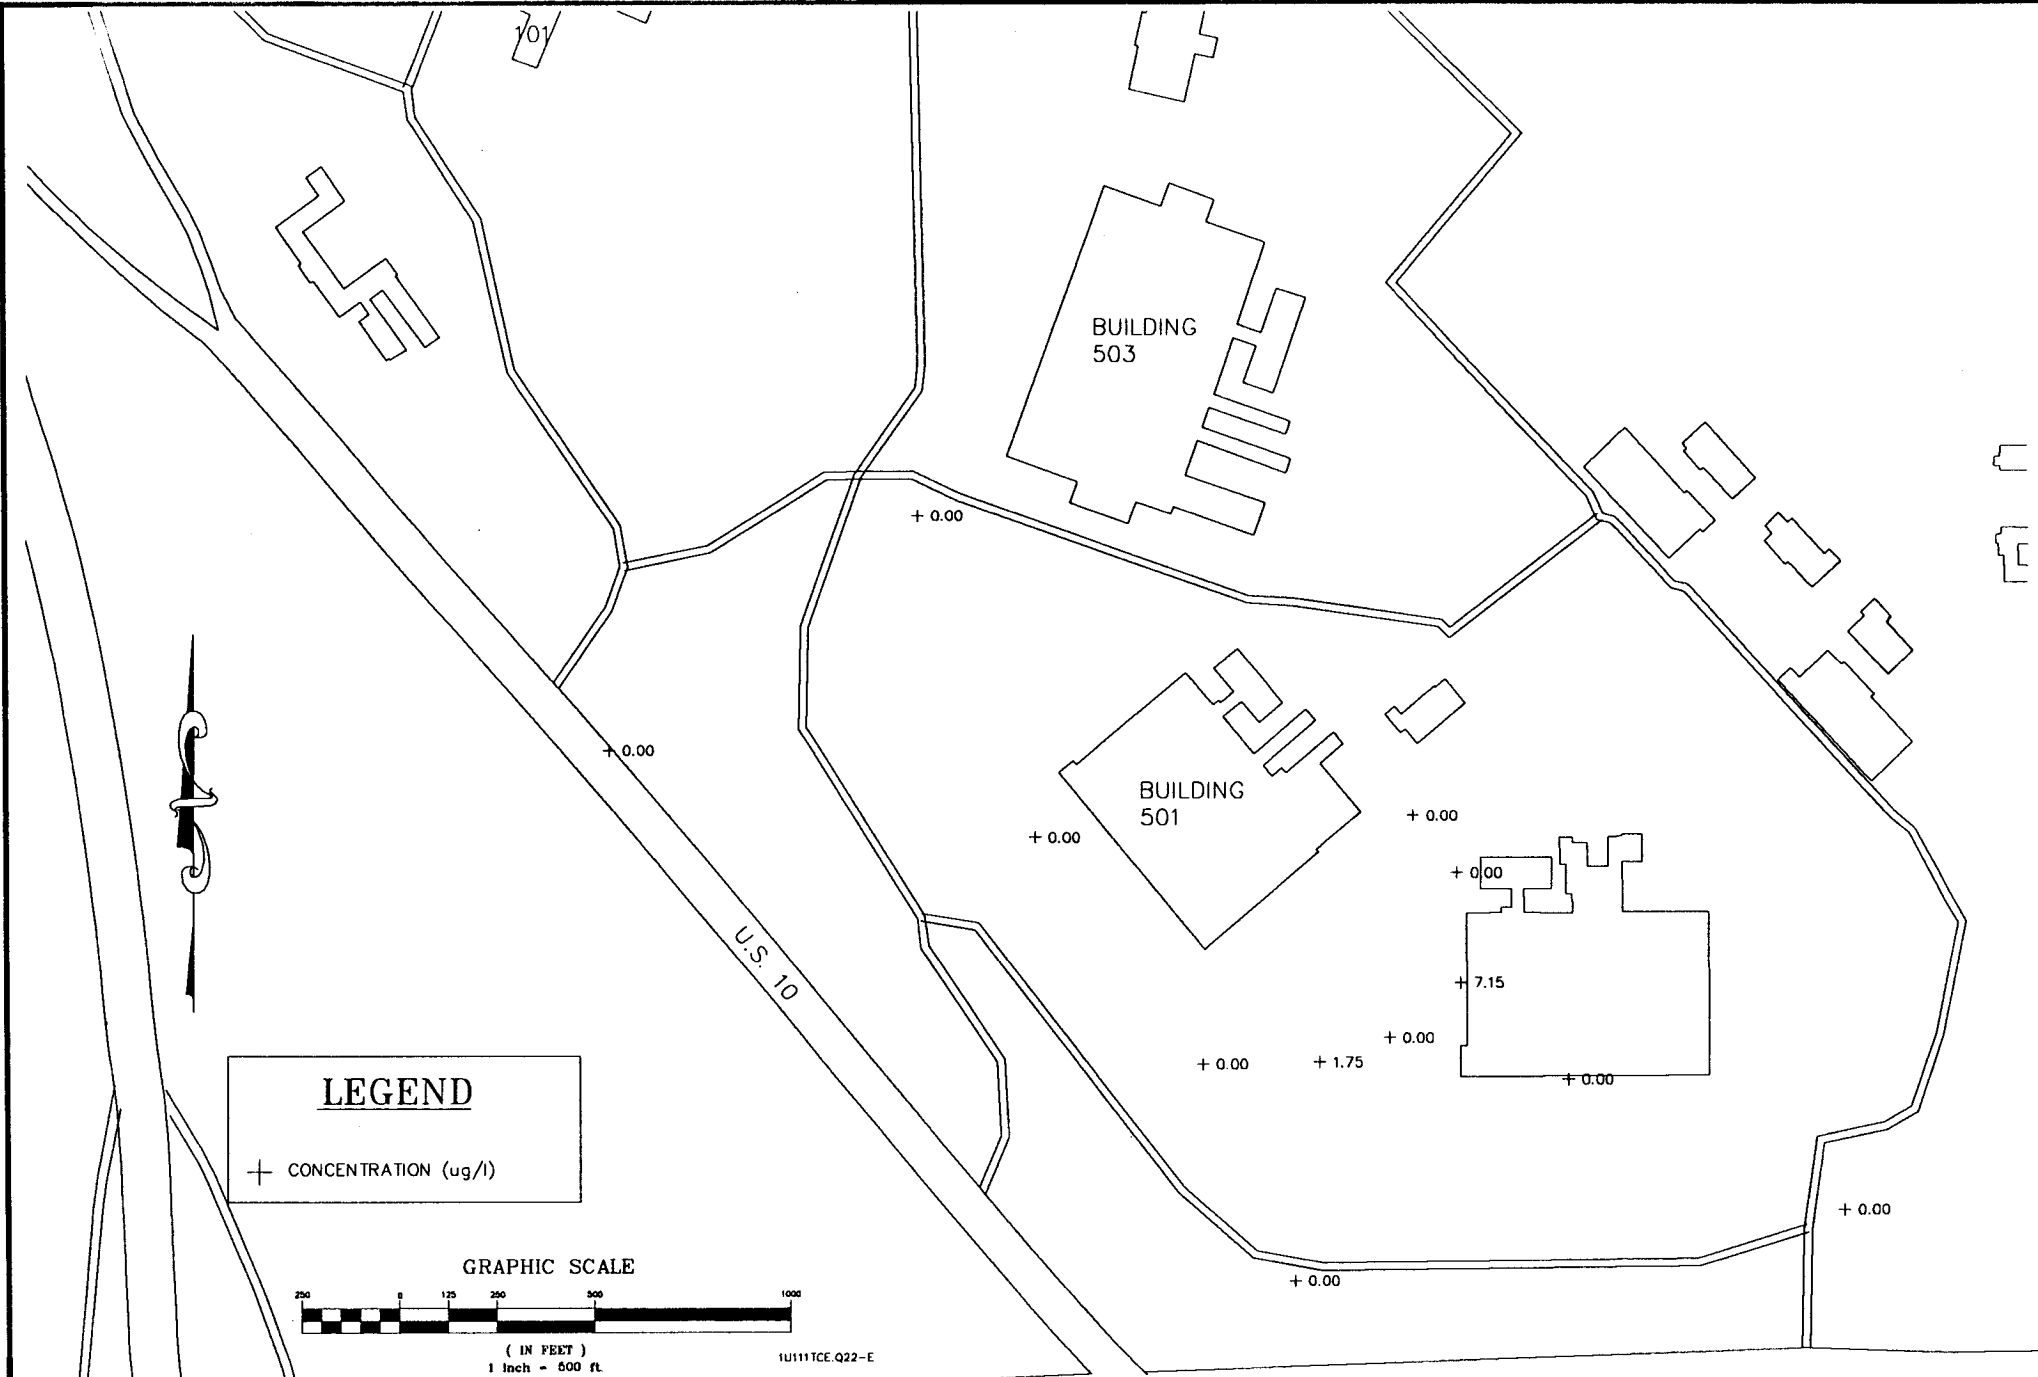 101
BUILDING
503
+ 0.00
+ 0.00
BUILDING
501
+ 0.00
+ 0.00
+ 0.00
U.S. 10
+ 7.15
+ 0.00
+ 1.75
+ 0.00
+ 0.00
LEGEND
+ CONCENTRATION (ug/l)
+ 0.00
+ 0.00
GRAPHIC SCALE
250 0 125 250 500 1000
( IN FEET )
1 inch = 500 ft.
1U111TCE.Q22-E